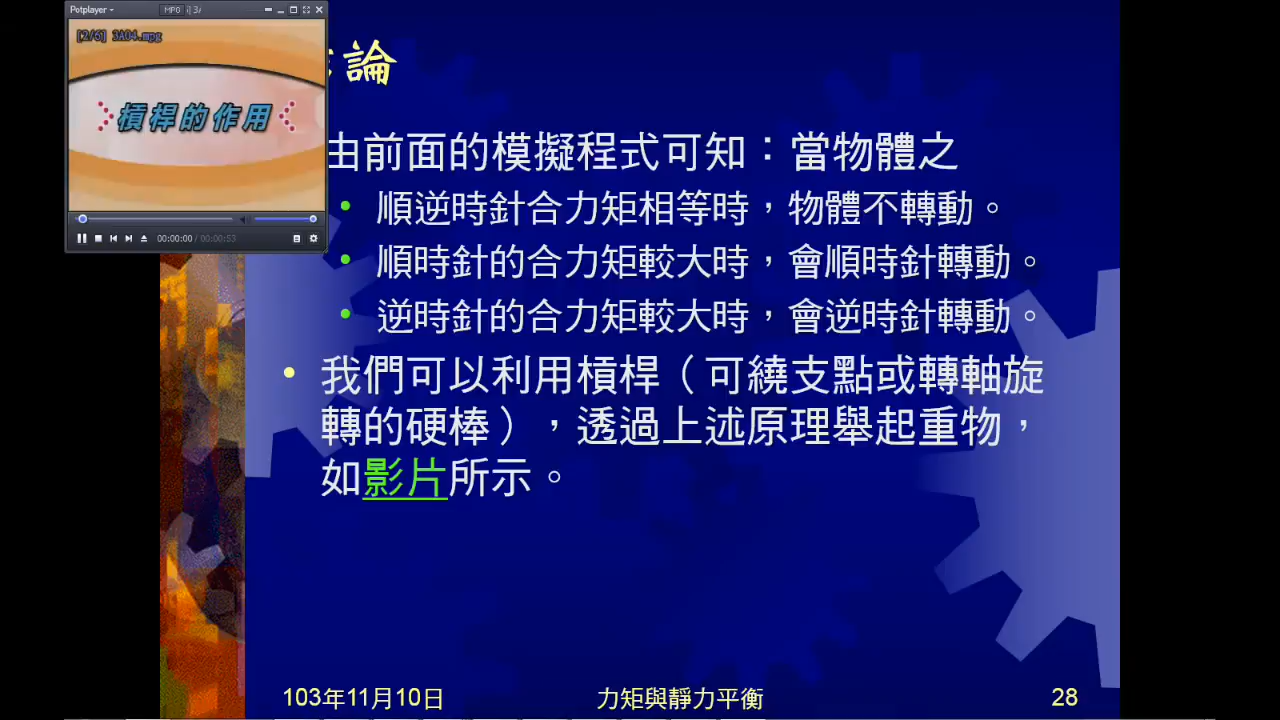 Potplayer
MPG
[2/6] 3A04.mpg
槓桿的作用
00:00:00 / 00:00:53
論
由前面的模擬程式可知：當物體之
• 順逆時針合力矩相等時，物體不轉動。
• 順時針的合力矩較大時，會順時針轉動。
• 逆時針的合力矩較大時，會逆時針轉動。
• 我們可以利用槓桿（可繞支點或轉軸旋
轉的硬棒），透過上述原理舉起重物，
如影片所示。
103年11月10日
力矩與靜力平衡
28